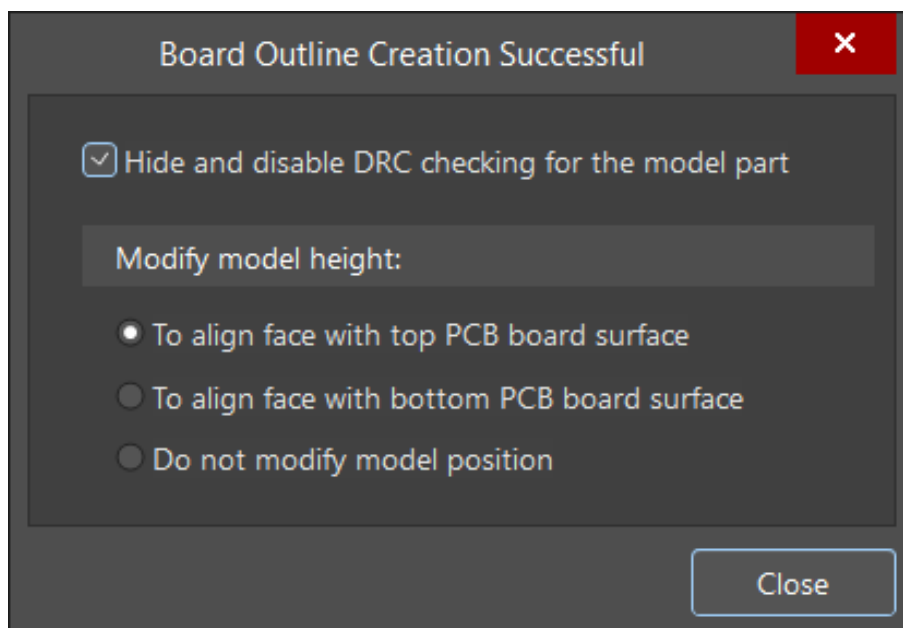 Board Outline Creation Successful
Hide and disable DRC checking for the model part
Modify model height:
To align face with top PCB board surface
To align face with bottom PCB board surface
Do not modify model position
Close